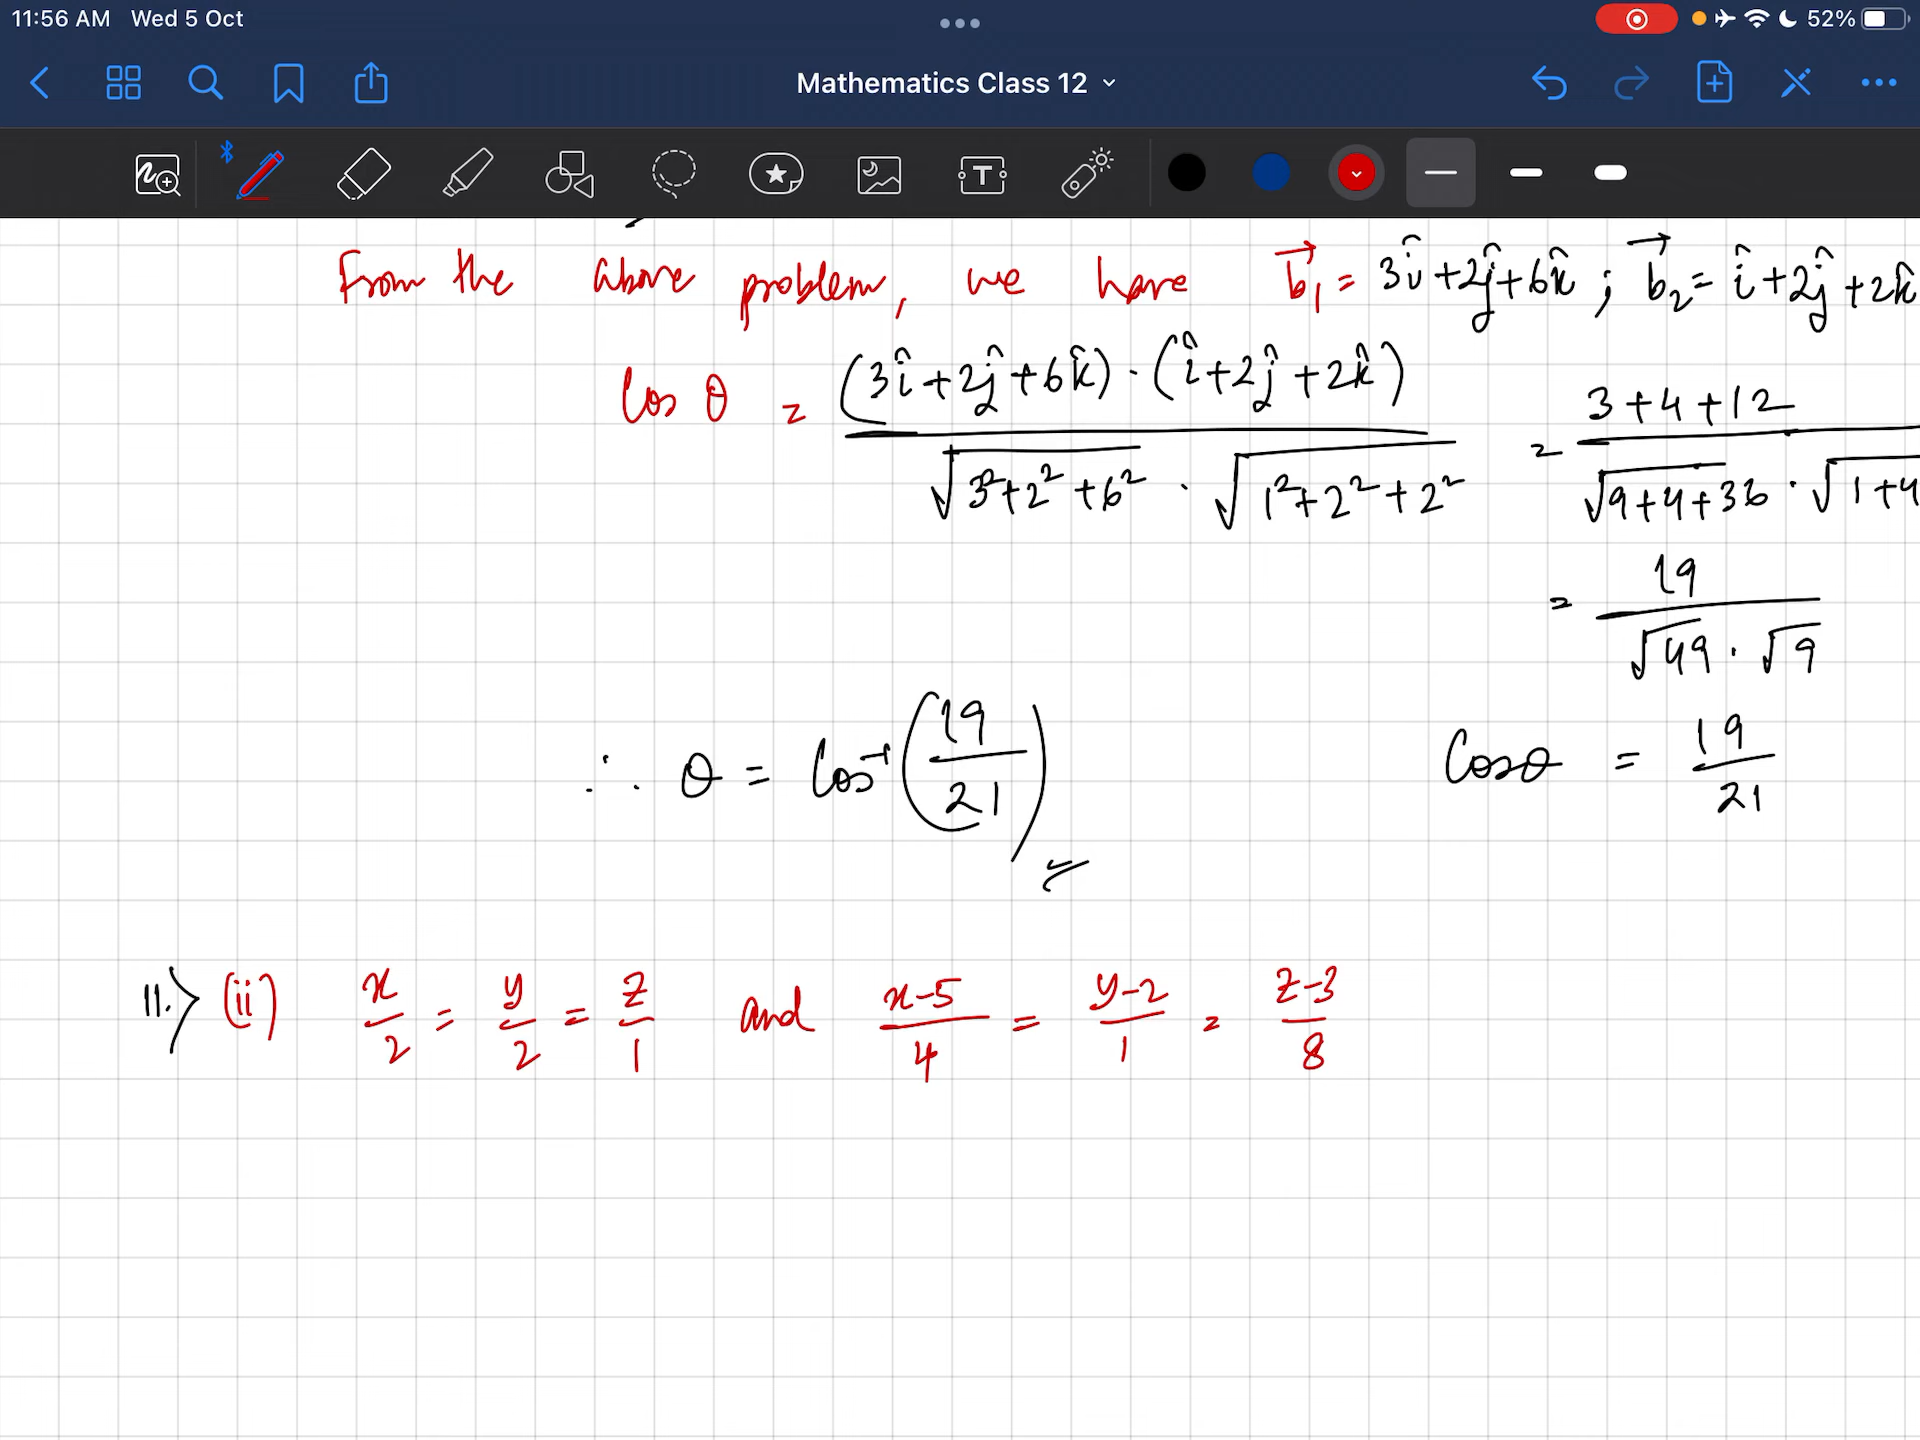 11:56 AM Wed 5 Oct
52%
Mathematics Class 12
From the above problem, we have b⃗₁ = 3î+2ĵ+6k̂ ; b⃗₂ = î+2ĵ+2k̂
Cos θ = (3î+2ĵ+6k̂)·(î+2ĵ+2k̂) / √(3²+2²+6²) · √(1²+2²+2²) = 3+4+12 / √(9+4+36) · √(1+4
= 19 / √49 · √9
∴ θ = Cos⁻¹(19/21) Cosθ = 19/21
11.) (ii) x/2 = y/2 = z/1 and x-5/4 = y-2/1 = z-3/8